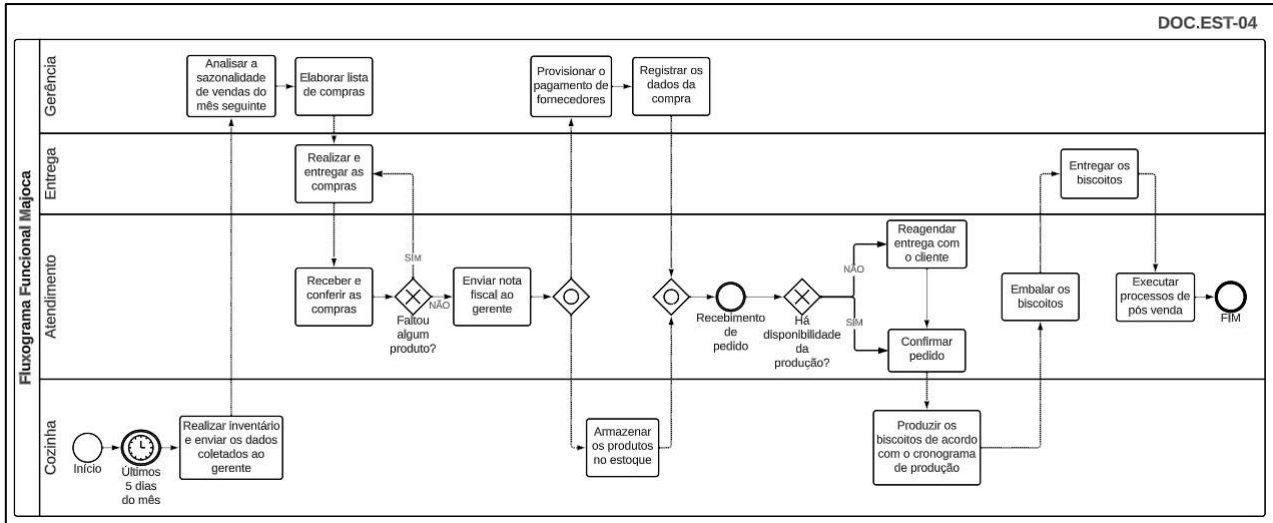 DOC.EST-04
Fluxograma Funcional Majoca
Gerência
Analisar a
sazonalidade
de vendas do
mês seguinte
Elaborar lista
de compras
Provisionar o
pagamento de
fornecedores
Registrar os
dados da
compra
Entrega
Realizar e
entregar as
compras
Entregar os
biscoitos
Atendimento
Receber e
conferir as
compras
SIM
NÃO
Faltou
algum
produto?
Enviar nota
fiscal ao
gerente
Recebimento
de
pedido
Há
disponibilidade
da
produção?
NÃO
SIM
Reagendar
entrega com
o cliente
Confirmar
pedido
Embalar os
biscoitos
Executar
processos de
pós venda
FIM
Cozinha
Início
Últimos
5 dias
do mês
Realizar inventário
e enviar os dados
coletados ao
gerente
Armazenar
os produtos
no estoque
Produzir os
biscoitos de acordo
com o cronograma
de produção